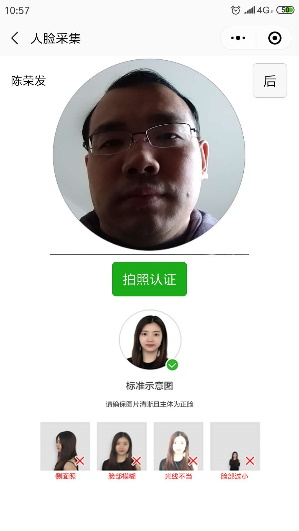 10:57
4G
50
人脸采集
陈荣发
后
拍照认证
标准示意图
请确保图片清晰且主体为正脸
侧面照
脸部模糊
光线不当
脸部过小